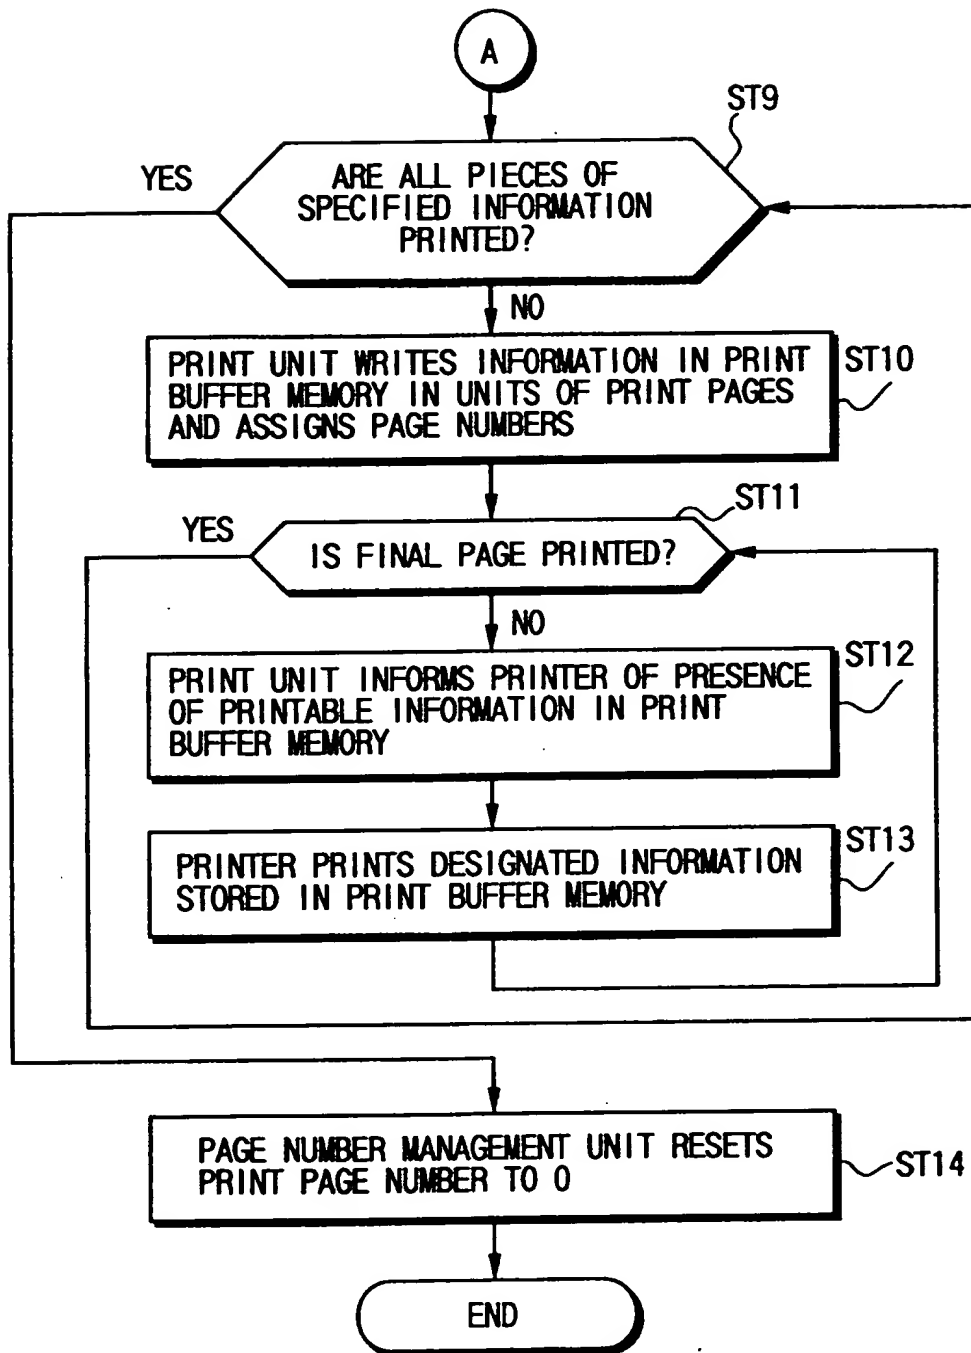 A
ST9
YES
ARE ALL PIECES OF
SPECIFIED INFORMATION
PRINTED?
NO
PRINT UNIT WRITES INFORMATION IN PRINT
BUFFER MEMORY IN UNITS OF PRINT PAGES
AND ASSIGNS PAGE NUMBERS
ST10
ST11
YES
IS FINAL PAGE PRINTED?
NO
PRINT UNIT INFORMS PRINTER OF PRESENCE
OF PRINTABLE INFORMATION IN PRINT
BUFFER MEMORY
ST12
PRINTER PRINTS DESIGNATED INFORMATION
STORED IN PRINT BUFFER MEMORY
ST13
PAGE NUMBER MANAGEMENT UNIT RESETS
PRINT PAGE NUMBER TO 0
ST14
END